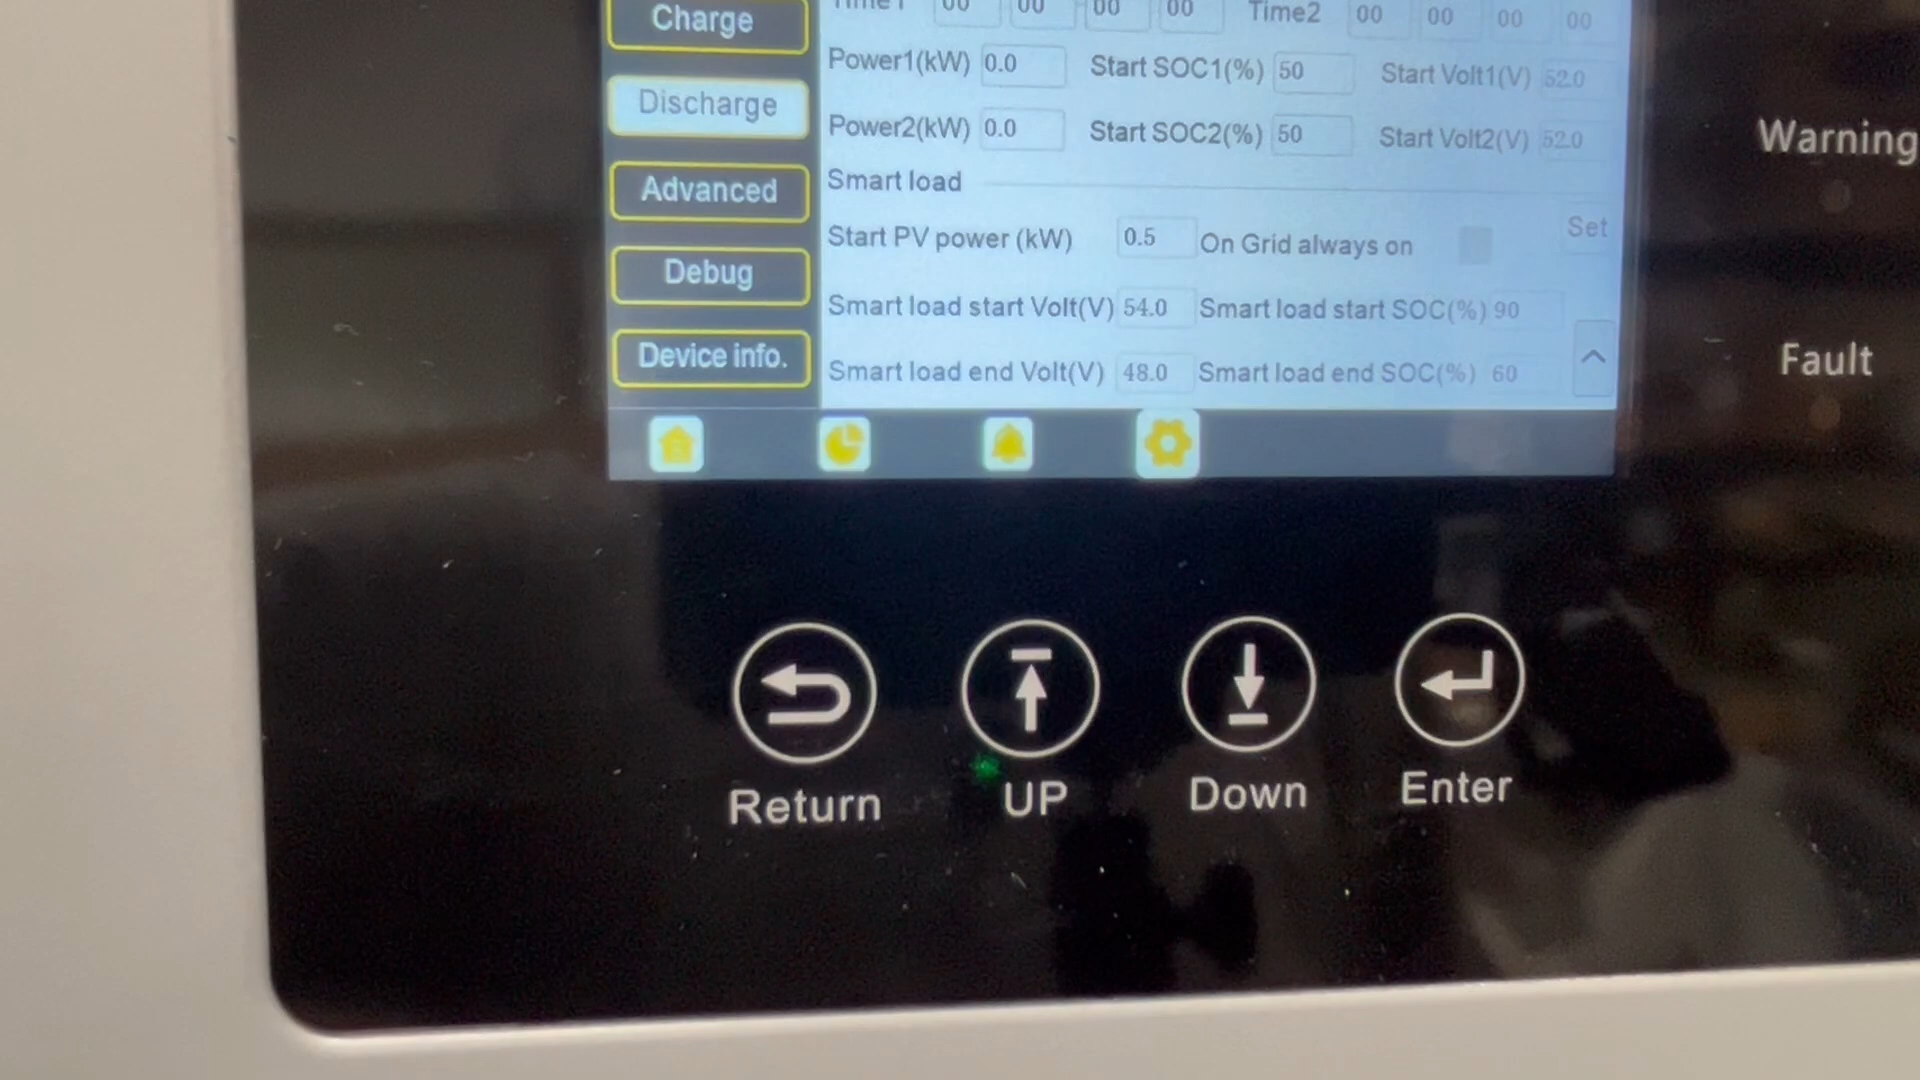 Charge
Time1 00 00 00 00 Time2 00 00 00 00
Power1(kW) 0.0 Start SOC1(%) 50 Start Volt1(V) 52.0
Discharge
Power2(kW) 0.0 Start SOC2(%) 50 Start Volt2(V) 52.0
Advanced
Smart load
Start PV power (kW) 0.5 On Grid always on Set
Debug
Smart load start Volt(V) 54.0 Smart load start SOC(%) 90
Device info.
Smart load end Volt(V) 48.0 Smart load end SOC(%) 60
Warning
Fault
Return UP Down Enter